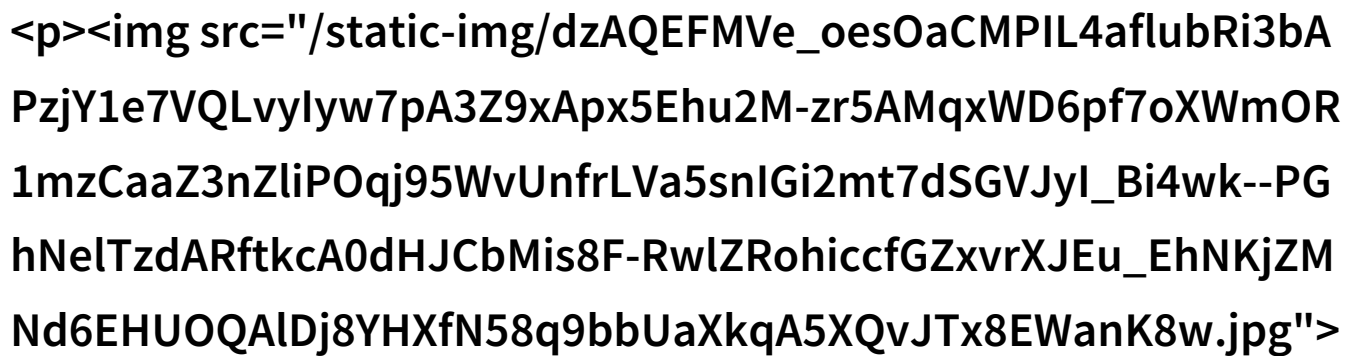 <p><img src="/static-img/dzAQEFMVe_oesOaCMPIL4aflubRi3bA
PzjY1e7VQLvyIyw7pA3Z9xApx5Ehu2M-zr5AMqxWD6pf7oXWmOR
1mzCaaZ3nZliPOqj95WvUnfrLVa5snIGi2mt7dSGVJyI_Bi4wk--PG
hNelTzdARftkcA0dHJCbMis8F-RwlZRohiccfGZxvrXJEu_EhNKjZM
Nd6EHUOQAlDj8YHXfN58q9bbUaXkqA5XQvJTx8EWanK8w.jpg">